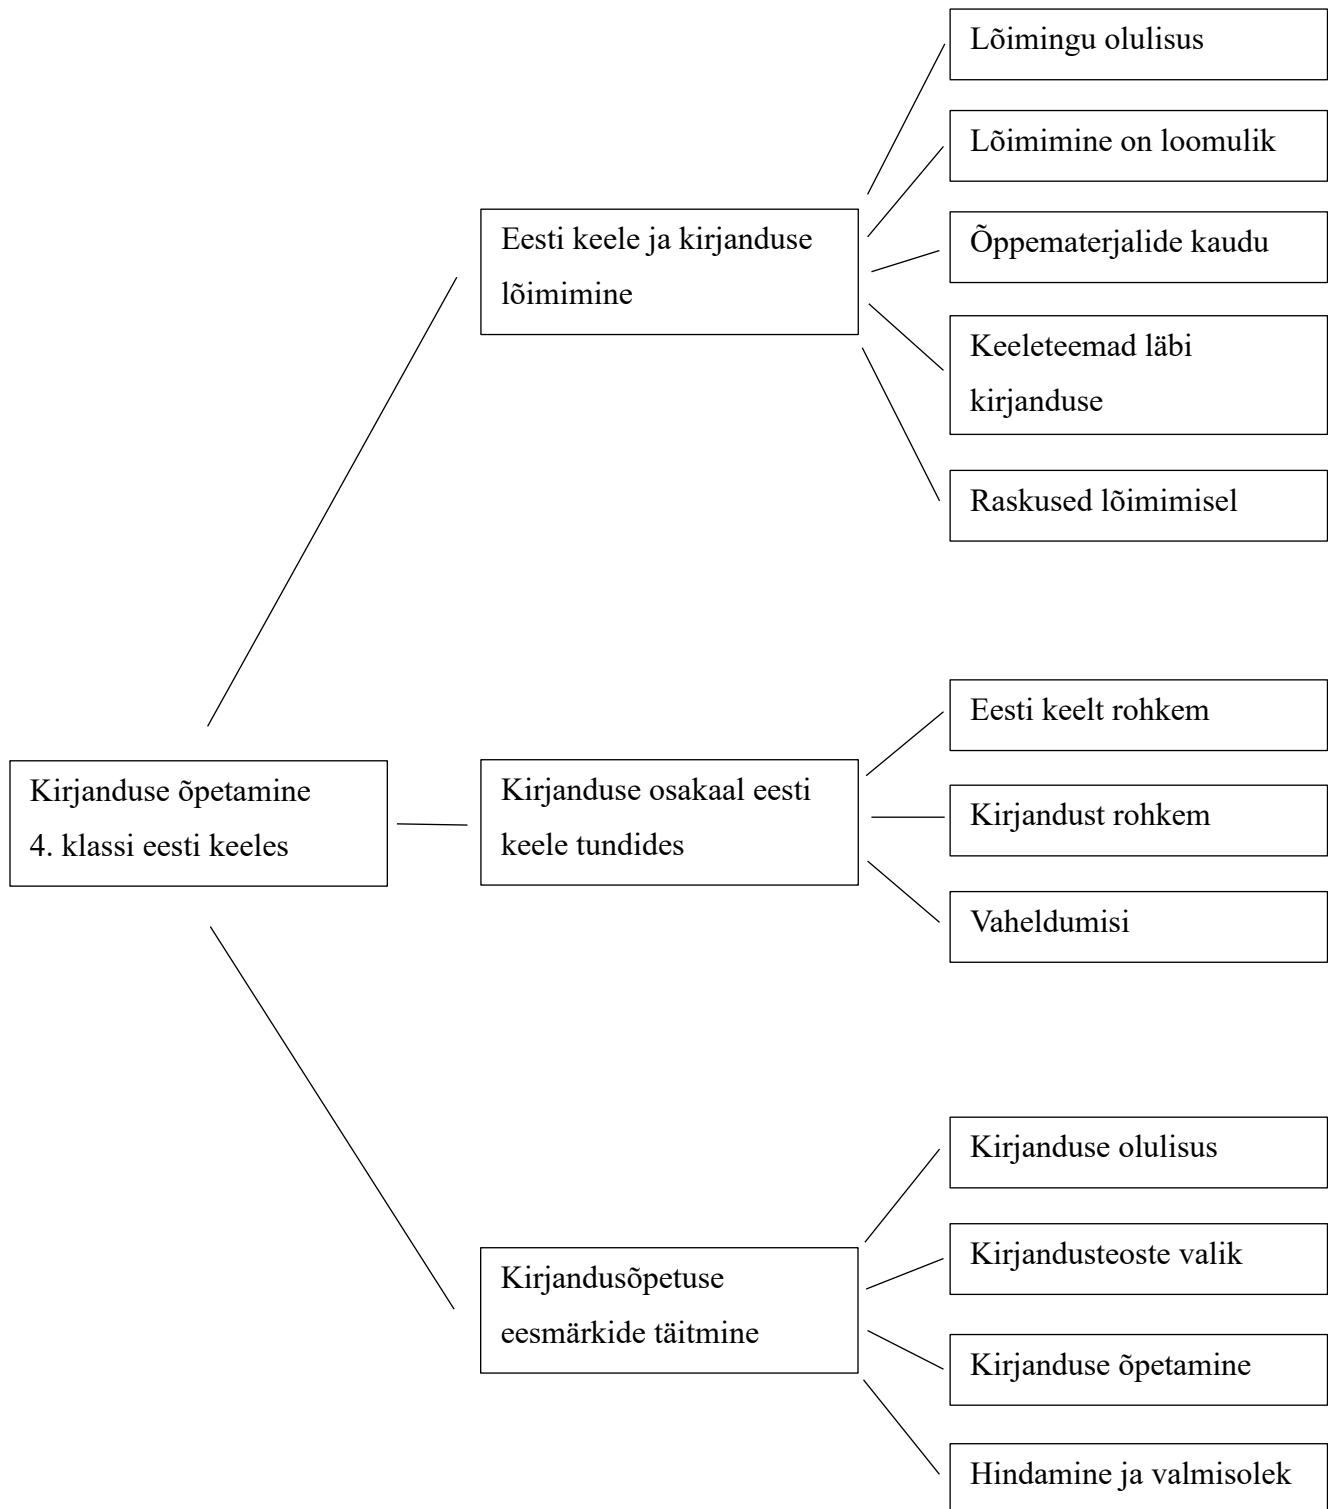 Lõimingu olulisus
Lõimimine on loomulik
Eesti keele ja kirjanduse
lõimimine
Õppematerjalide kaudu
Keeleteemad läbi
kirjanduse
Raskused lõimimisel
Eesti keelt rohkem
Kirjanduse õpetamine
4. klassi eesti keeles
Kirjanduse osakaal eesti
keele tundides
Kirjandust rohkem
Vaheldumisi
Kirjanduse olulisus
Kirjandusteoste valik
Kirjandusõpetuse
eesmärkide täitmine
Kirjanduse õpetamine
Hindamine ja valmisolek